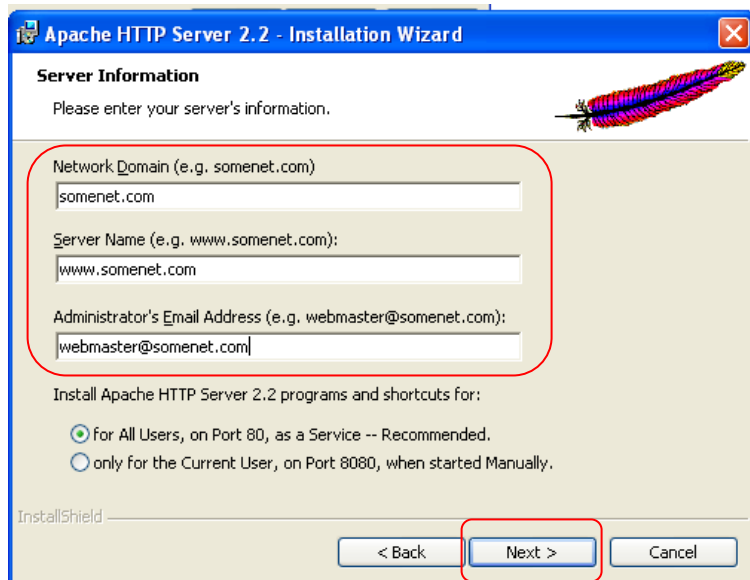 Apache HTTP Server 2.2 - Installation Wizard
Server Information
Please enter your server's information.
Network Domain (e.g. somenet.com)
somenet.com
Server Name (e.g. www.somenet.com):
www.somenet.com
Administrator's Email Address (e.g. webmaster@somenet.com):
webmaster@somenet.com
Install Apache HTTP Server 2.2 programs and shortcuts for:
for All Users, on Port 80, as a Service -- Recommended.
only for the Current User, on Port 8080, when started Manually.
InstallShield
< Back Next > Cancel